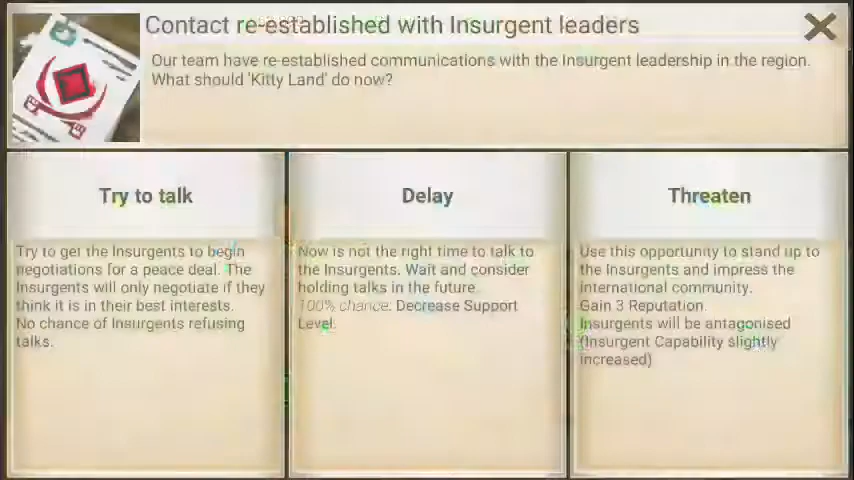 Contact re-established with Insurgent leaders
Our team have re-established communications with the Insurgent leadership in the region.
What should 'Kitty Land' do now?
Try to talk
Try to get the Insurgents to begin
negotiations for a peace deal. The
Insurgents will only negotiate if they
think it is in their best interests.
No chance of Insurgents refusing
talks.
Delay
Now is not the right time to talk to
the Insurgents. Wait and consider
holding talks in the future.
100% chance: Decrease Support
Level.
Threaten
Use this opportunity to stand up to
the Insurgents and impress the
international community.
Gain 3 Reputation.
Insurgents will be antagonised
(Insurgent Capability slightly
increased)